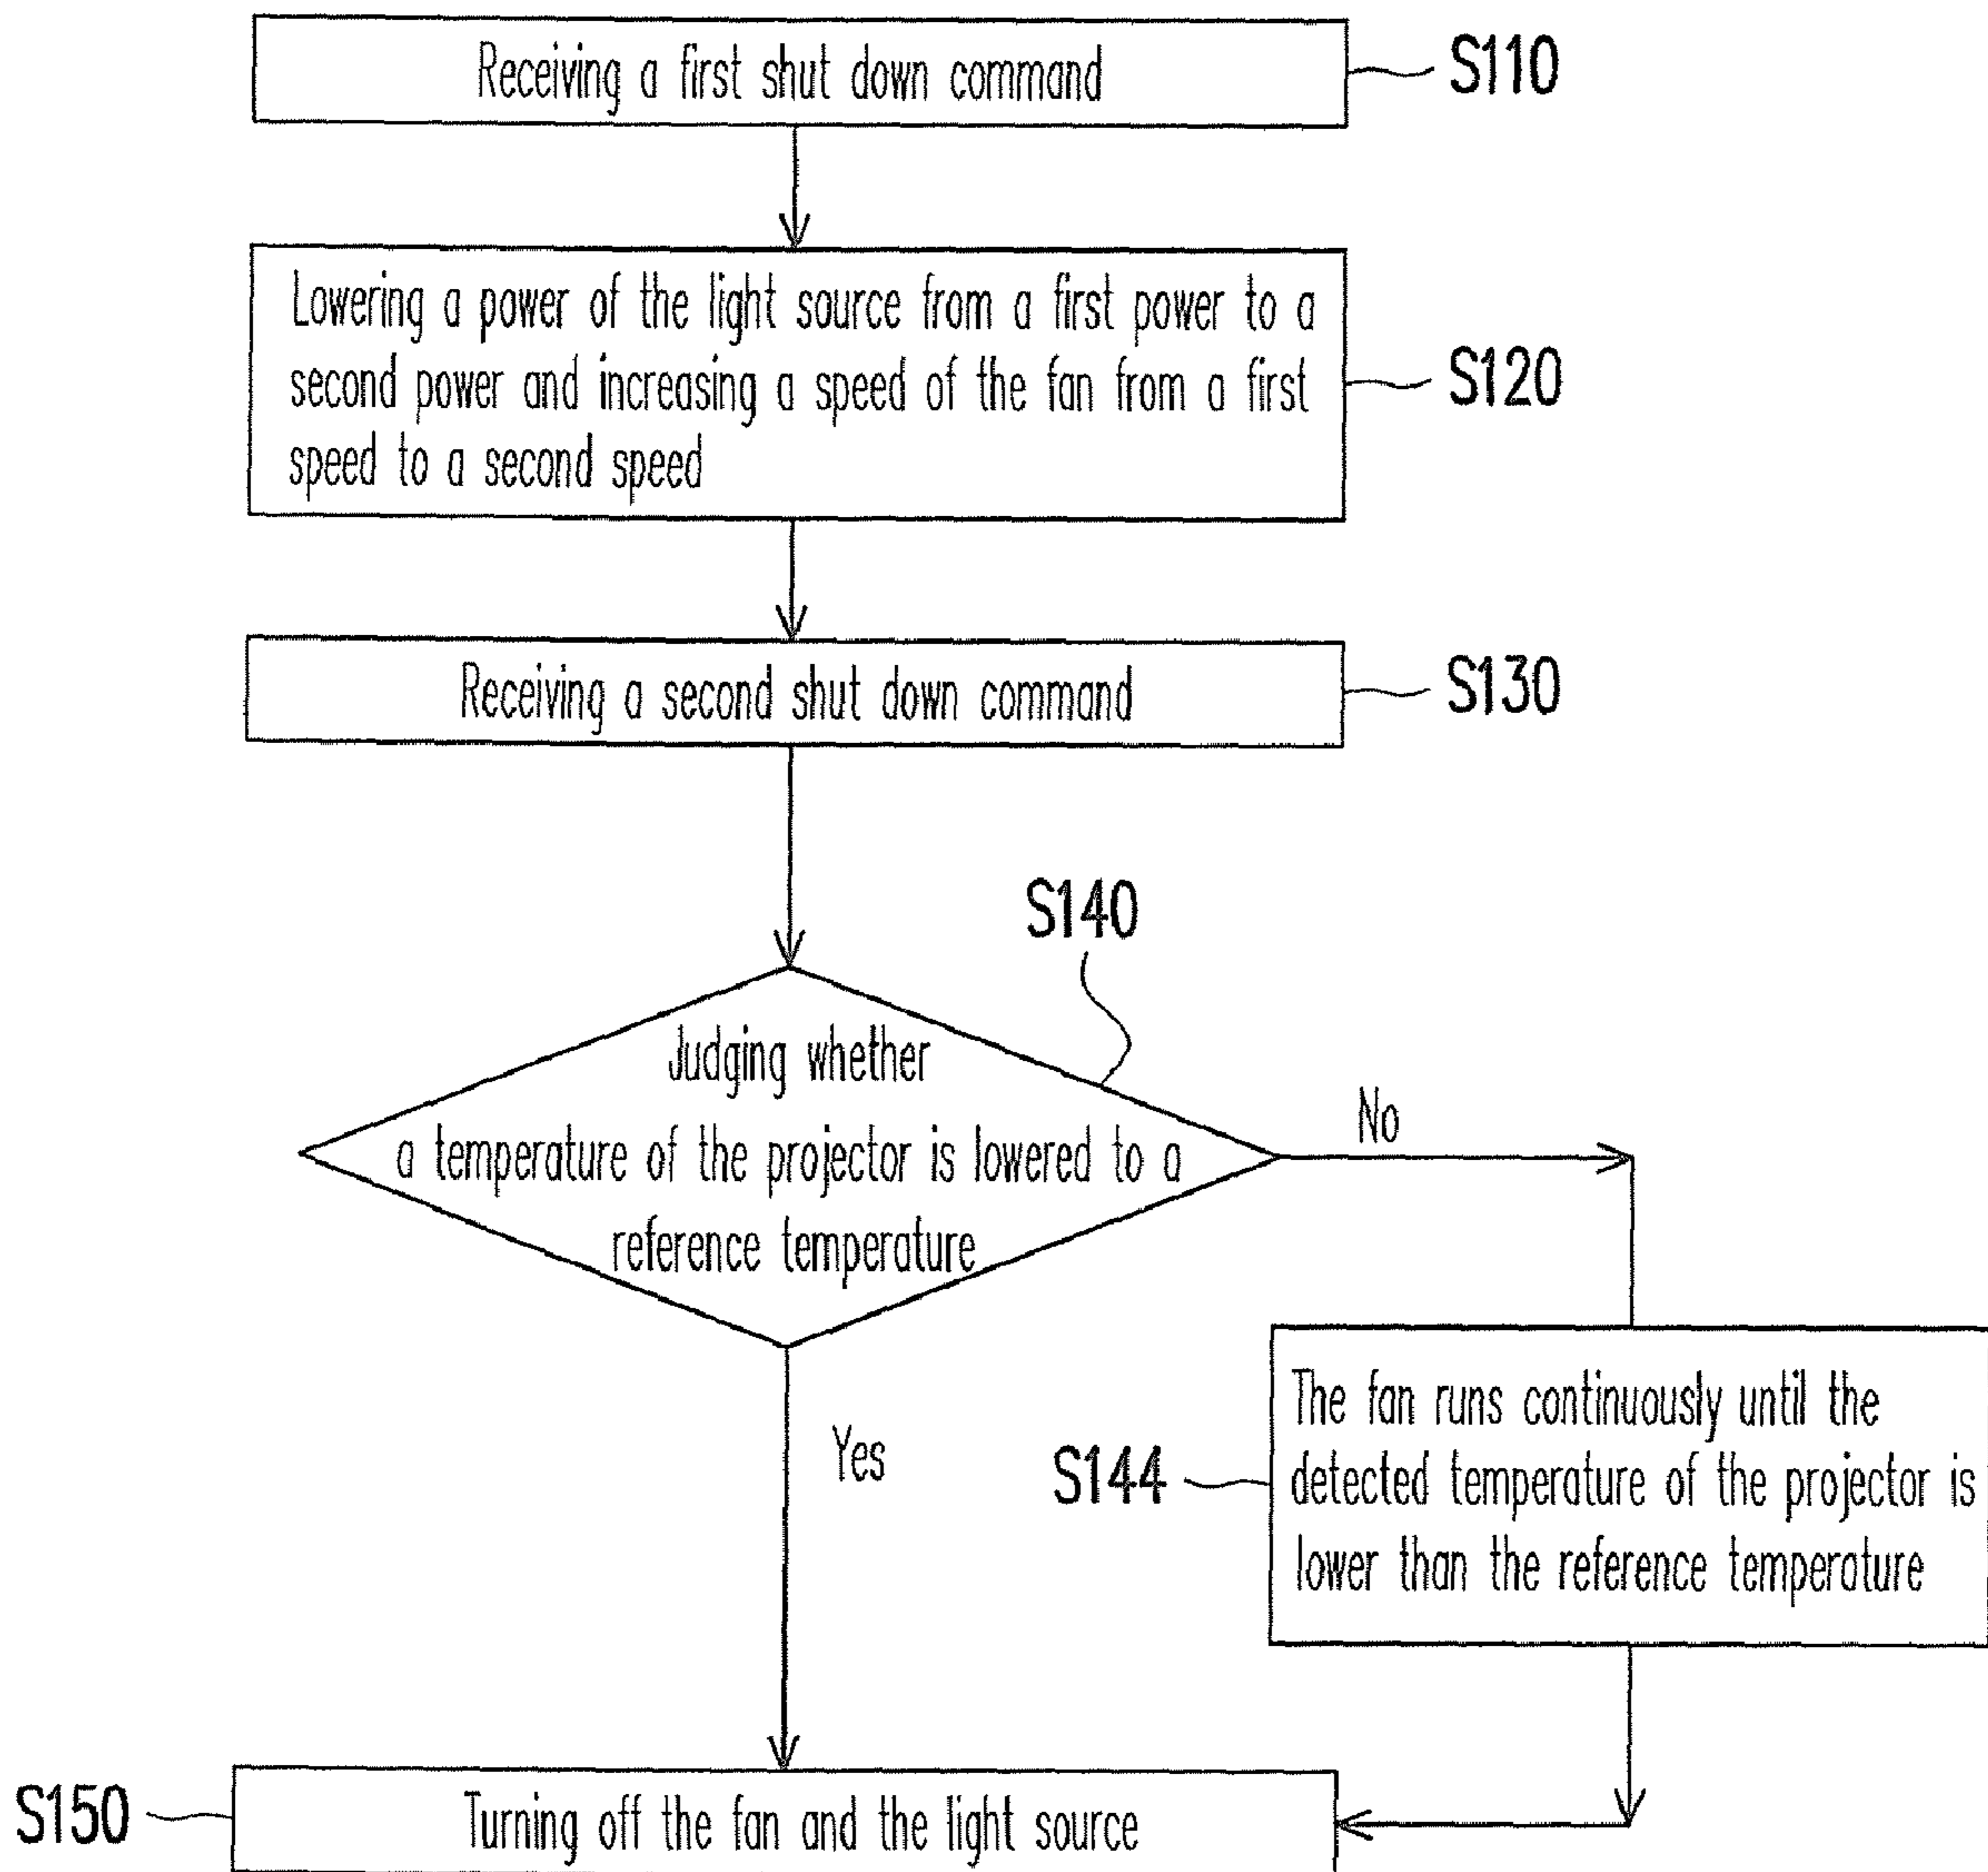 Receiving a first shut down command
S110
Lowering a power of the light source from a first power to a
second power and increasing a speed of the fan from a first
speed to a second speed
S120
Receiving a second shut down command
S130
S140
Judging whether
a temperature of the projector is lowered to a
reference temperature
No
Yes
The fan runs continuously until the
detected temperature of the projector is
lower than the reference temperature
S144
S150
Turning off the fan and the light source